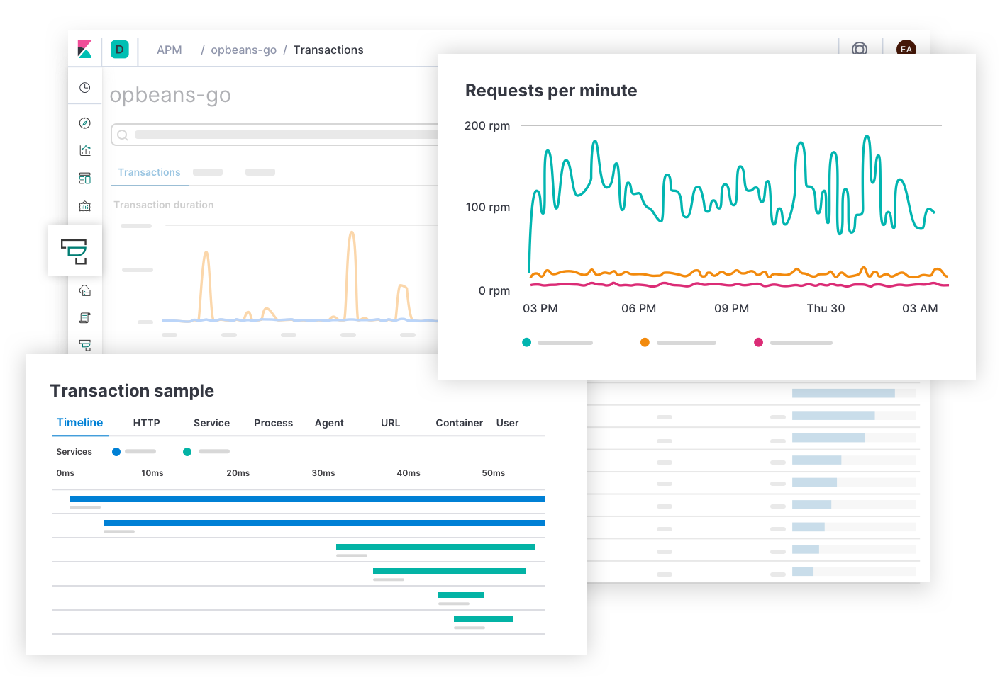 D
APM / opbeans-go / Transactions
EA
opbeans-go
Transactions
Transaction duration
Requests per minute
200 rpm
100 rpm
0 rpm
03 PM 06 PM 09 PM Thu 30 03 AM
Transaction sample
Timeline HTTP Service Process Agent URL Container User
Services
0ms 10ms 20ms 30ms 40ms 50ms